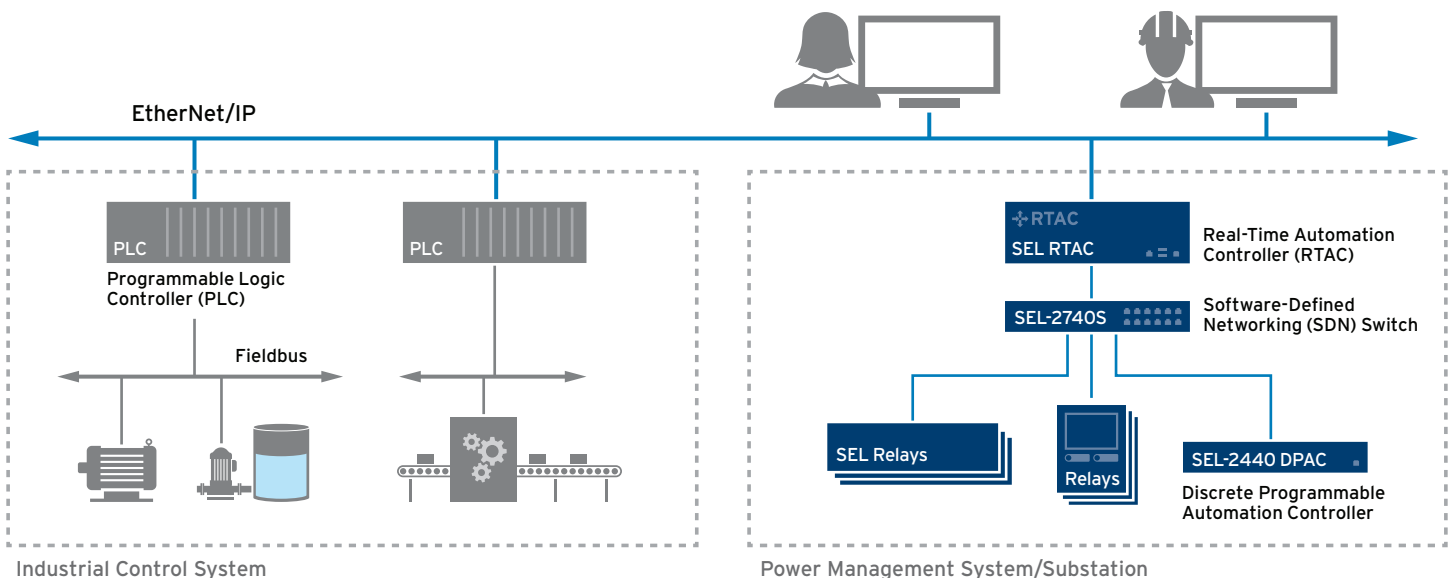 EtherNet/IP
PLC
Programmable Logic
Controller (PLC)
Fieldbus
PLC
Industrial Control System
RTAC
SEL RTAC
Real-Time Automation
Controller (RTAC)
SEL-2740S
Software-Defined
Networking (SDN) Switch
SEL Relays
Relays
SEL-2440 DPAC
Discrete Programmable
Automation Controller
Power Management System/Substation